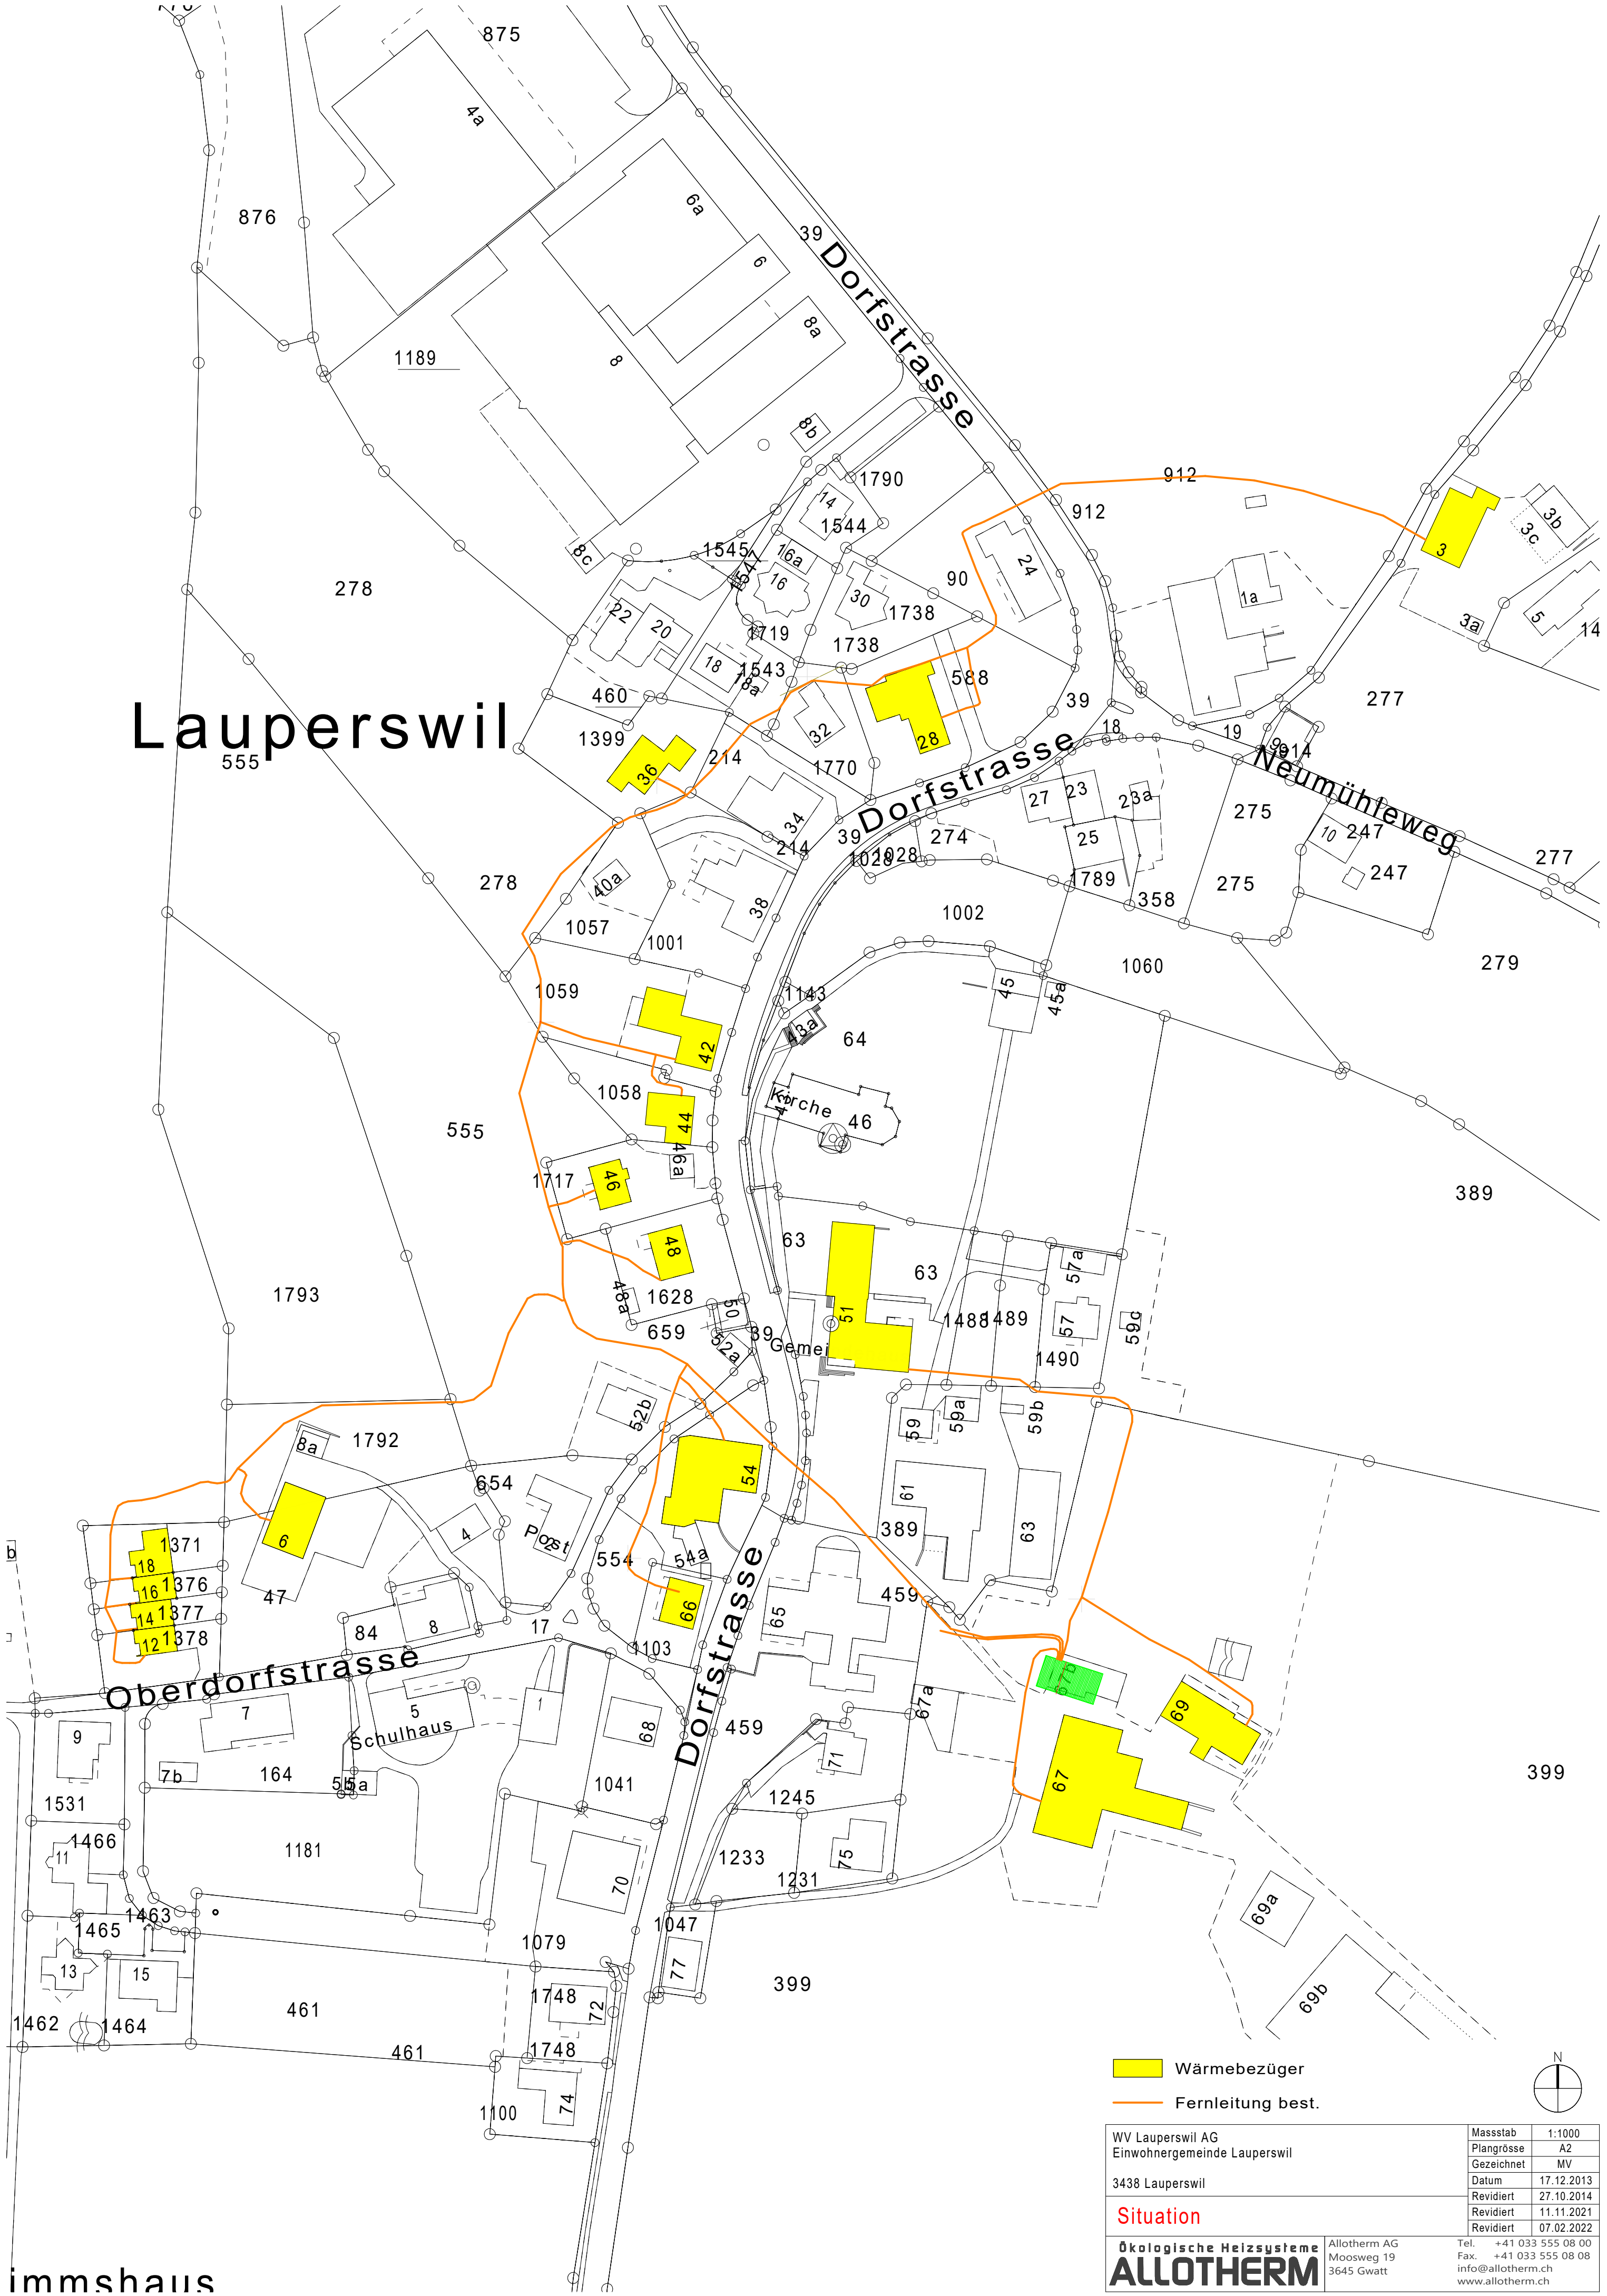 875
4a
6a
876
39
Dorfstrasse
6
8a
8
1189
8b
1790
912
14
1544
912
3b
3c
3
8c
1545
1547
16a
16
24
90
278
30
1738
1a
22
20
1719
1738
3a
5
14
18
1543
18a
588
460
39
1
277
Lauperswil
32
28
18
19
1399
555
36
214
1770
Dorfstrasse
914
Neumühleweg
27
23
23a
34
39
274
275
10
247
214
1028
1028
25
277
278
40a
1789
275
247
38
358
1057
1002
1001
1060
279
1059
45
45a
1143
43a
42
64
1058
Kirche
44
46
555
46a
1717
46
389
48
63
63
57a
1793
48a
1628
50
51
1488
1489
57
59c
659
52a
39
Gemei
1490
52b
59
59a
59b
8a
1792
54
654
61
6
4
Post
389
63
1371
554
54a
18
16
1376
14
1377
47
66
459
12
1378
84
8
17
65
1103
Oberdorfstrasse
Dorfstrasse
67b
67a
69
7
5
Schulhaus
1
68
459
9
71
7b
164
5b
5a
67
399
1531
1041
1245
1466
11
1181
75
70
1233
1231
69a
1463
1465
1047
1079
13
15
77
399
69b
1748
72
461
1462
1464
461
1748
74
1100
Wärmebezüger
N
Fernleitung best.
WV Lauperswil AG
Einwohnergemeinde Lauperswil
3438 Lauperswil
Massstab 1:1000
Plangrösse A2
Gezeichnet MV
Datum 17.12.2013
Revidiert 27.10.2014
Revidiert 11.11.2021
Revidiert 07.02.2022
Situation
Ökologische Heizsysteme
ALLOTHERM
Allotherm AG
Moosweg 19
3645 Gwatt
Tel. +41 033 555 08 00
Fax. +41 033 555 08 08
info@allotherm.ch
www.allotherm.ch
immshaus